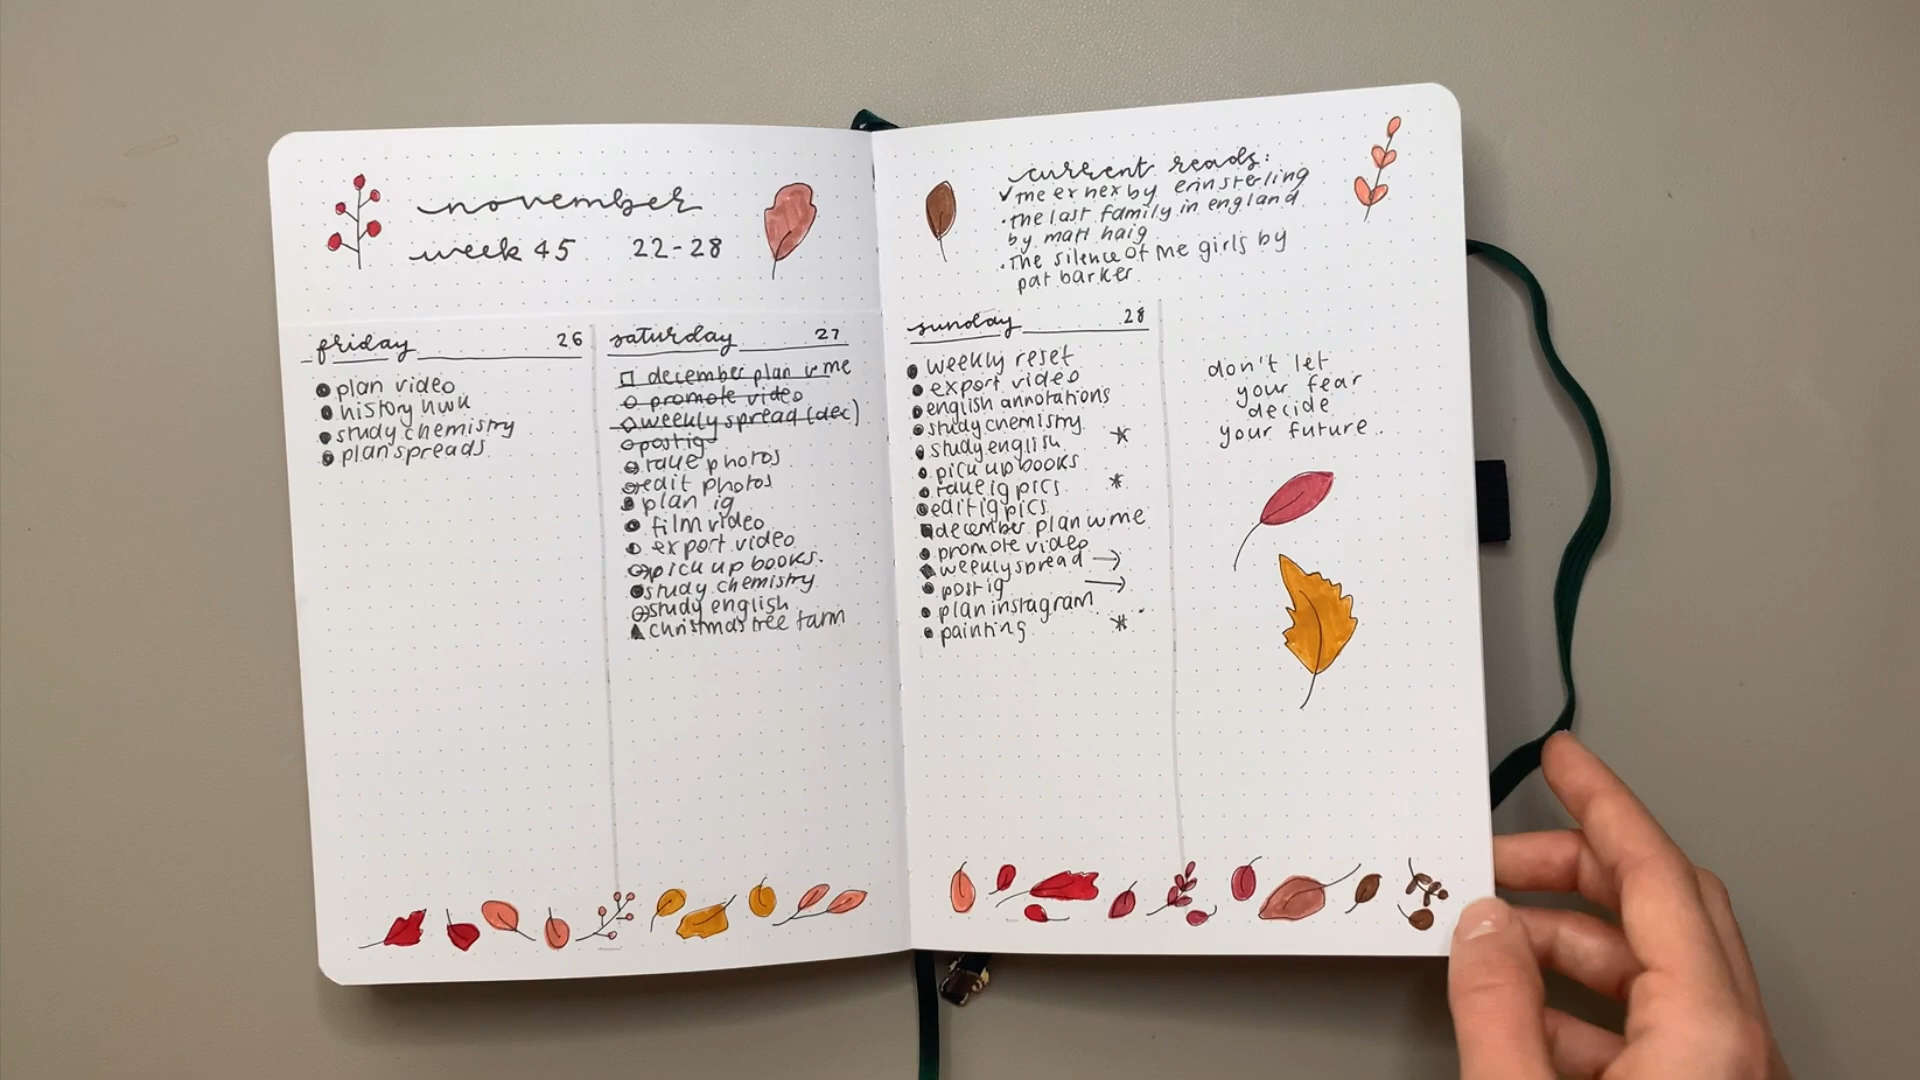 november
week 45 22-28
friday 26
plan video
history hwk
study chemistry
plan spreads
saturday 27
december plan w me
promote video
weekly spread (dec)
post ig
take photos
edit photos
plan ig
film video
export video
pick up books.
study chemistry
study english
christmas tree farm
current reads:
✓ the ex hex by erin sterling
· the last family in england
by matt haig
· The silence of the girls by
pat barker.
sunday 28
weekly reset
export video
english annotations
study chemistry
study english *
pick up books
take ig pics *
edit ig pics
december plan w me
promote video
weekly spread →
post ig →
plan instagram
painting *
don't let
your fear
decide
your future..